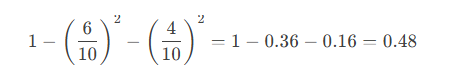 1 − (6/10)² − (4/10)² = 1 − 0.36 − 0.16 = 0.48